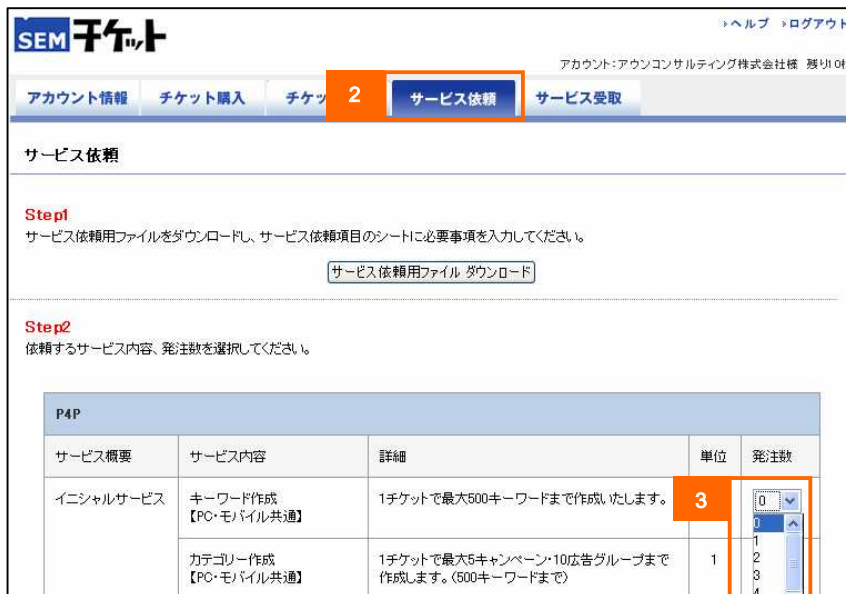 SEMチケット
›ヘルプ ›ログアウト
アカウント：アウンコンサルティング株式会社様 残り10枚
アカウント情報 チケット購入 チケッ 2 サービス依頼 サービス受取
サービス依頼
Step1
サービス依頼用ファイルをダウンロードし、サービス依頼項目のシートに必要事項を入力してください。
サービス依頼用ファイル ダウンロード
Step2
依頼するサービス内容、発注数を選択してください。
P4P
サービス概要 サービス内容 詳細 単位 発注数
イニシャルサービス キーワード作成 1チケットで最大500キーワードまで作成いたします。 3 0
【PC・モバイル共通】
0
1
カテゴリー作成 1チケットで最大5キャンペーン・10広告グループまで 1 2
【PC・モバイル共通】 作成します。（500キーワードまで） 3
4